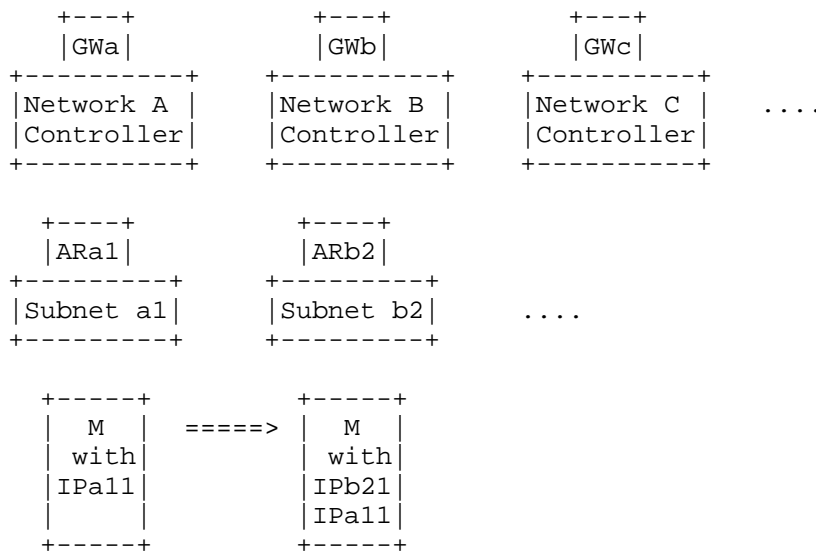 +---+ +---+ +---+
|GWa| |GWb| |GWc|
+----------+ +----------+ +----------+
|Network A | |Network B | |Network C | ....
|Controller| |Controller| |Controller|
+----------+ +----------+ +----------+
+----+ +----+
|ARa1| |ARb2|
+---------+ +---------+
|Subnet a1| |Subnet b2| ....
+---------+ +---------+
+-----+ +-----+
| M | =====> | M |
| with| | with|
|IPa11| |IPb21|
| | |IPa11|
+-----+ +-----+